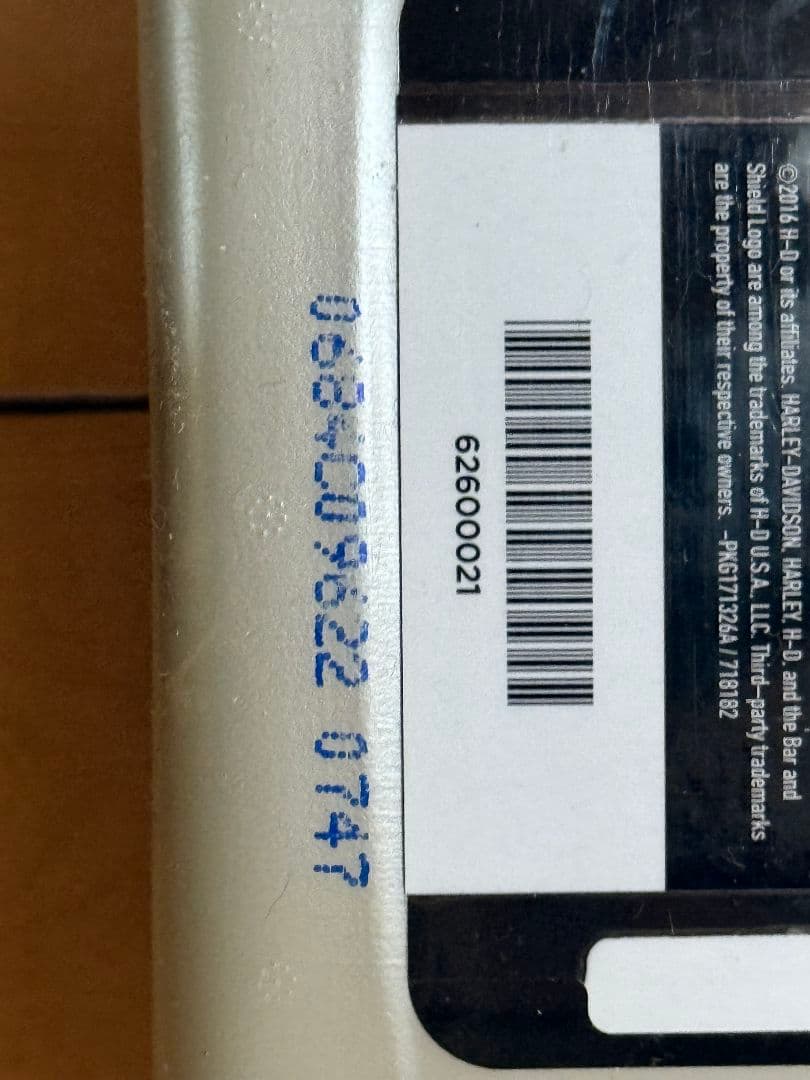 ©2016 H-D or its affiliates. HARLEY-DAVIDSON, HARLEY, H-D, and the Bar and
Shield Logo are among the trademarks of H-D U.S.A., LLC. Third-party trademarks
are the property of their respective owners. -PKG171326A / 718182
62600021
06B4C09622 0747